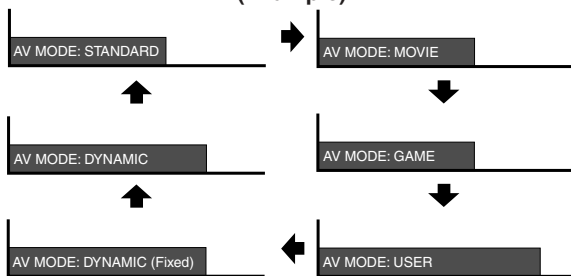 AV MODE: STANDARD
AV MODE: MOVIE
AV MODE: DYNAMIC
AV MODE: GAME
AV MODE: DYNAMIC (Fixed)
AV MODE: USER